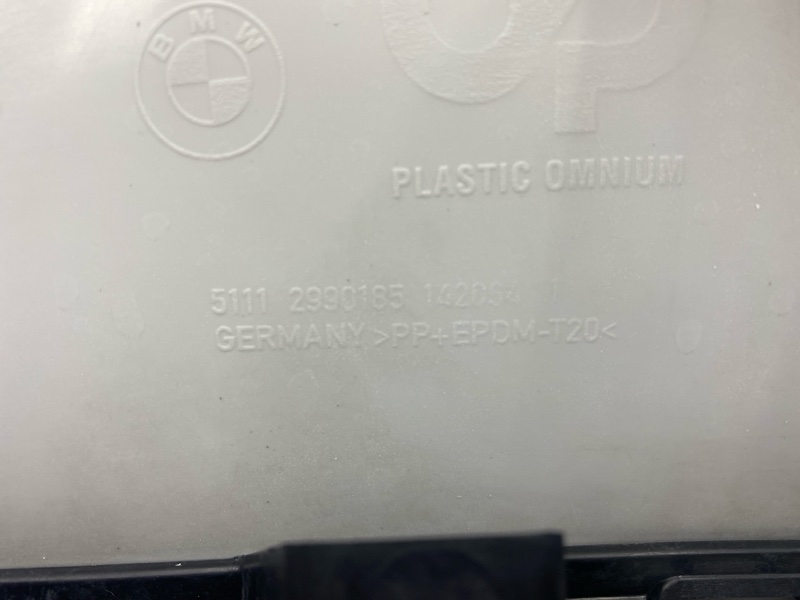 BMW
PLASTIC OMNIUM
5111 2990185
GERMANY >PP+EPDM-T20<